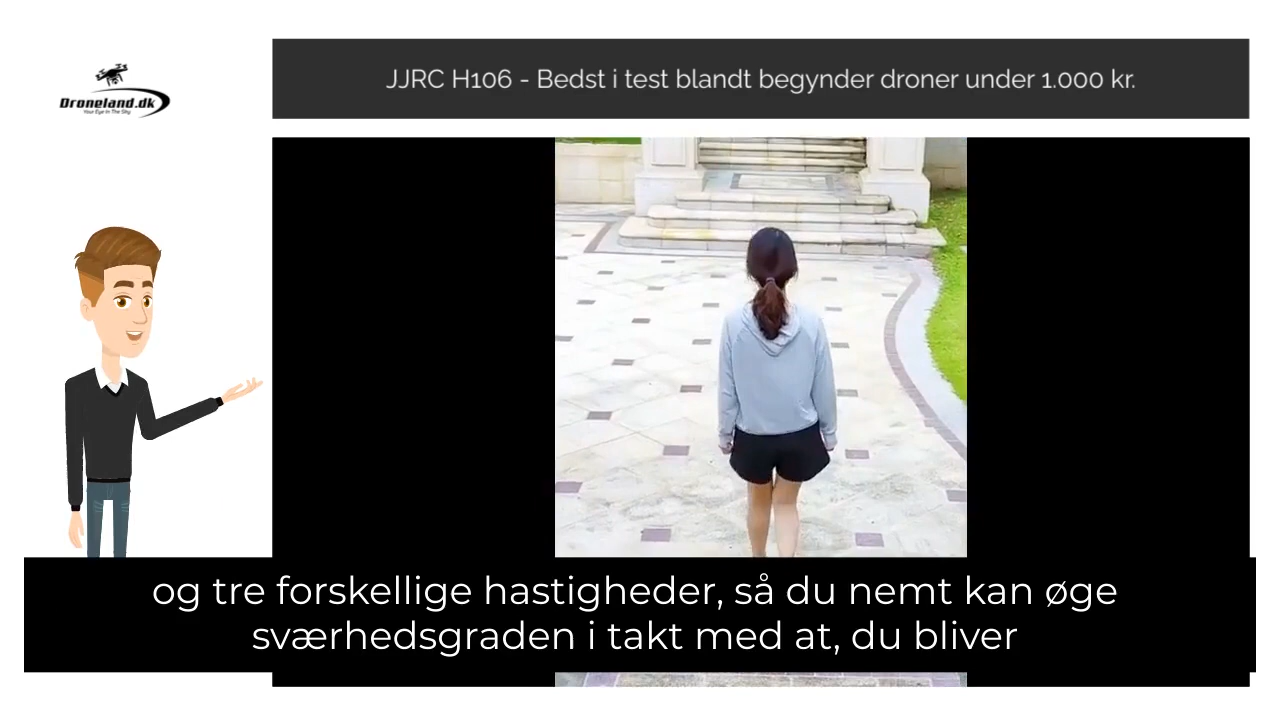 JJRC H106 - Bedst i test blandt begynder droner under 1.000 kr.
Droneland.dk
Your Eye In The Sky
og tre forskellige hastigheder, så du nemt kan øge
sværhedsgraden i takt med at, du bliver